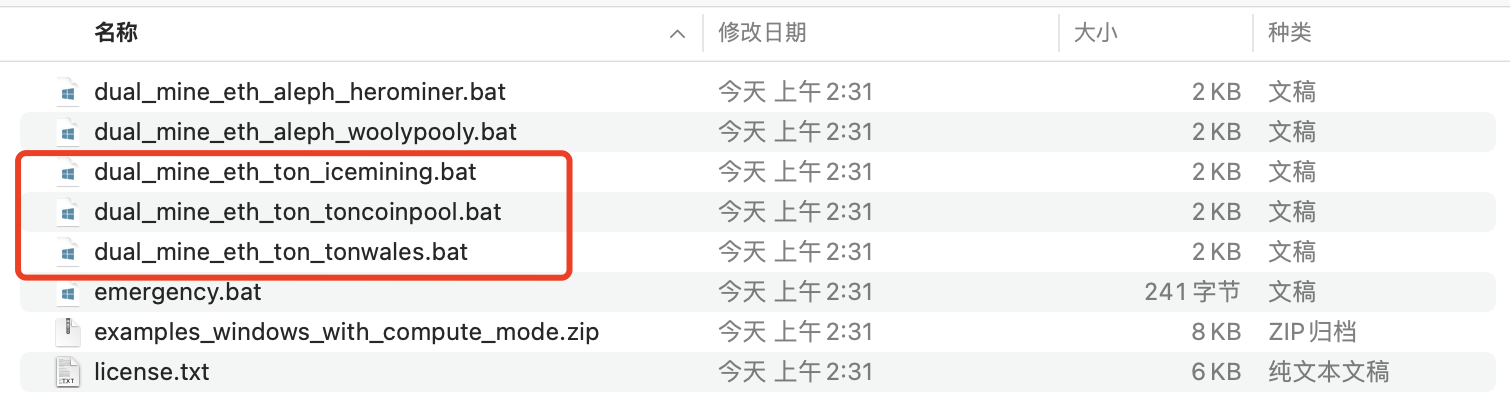 名称 修改日期 大小 种类
dual_mine_eth_aleph_herominer.bat 今天 上午2:31 2 KB 文稿
dual_mine_eth_aleph_woolypooly.bat 今天 上午2:31 2 KB 文稿
dual_mine_eth_ton_icemining.bat 今天 上午2:31 2 KB 文稿
dual_mine_eth_ton_toncoinpool.bat 今天 上午2:31 2 KB 文稿
dual_mine_eth_ton_tonwales.bat 今天 上午2:31 2 KB 文稿
emergency.bat 今天 上午2:31 241 字节 文稿
examples_windows_with_compute_mode.zip 今天 上午2:31 8 KB ZIP归档
license.txt 今天 上午2:31 6 KB 纯文本文稿